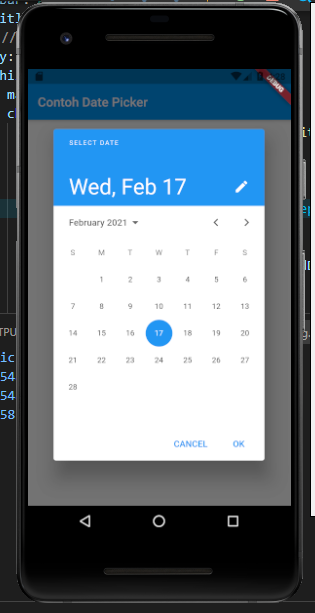 DEBUG
Contoh Date Picker
SELECT DATE
Wed, Feb 17
February 2021
S M T W T F S
1 2 3 4 5 6
7 8 9 10 11 12 13
14 15 16 17 18 19 20
21 22 23 24 25 26 27
28
CANCEL OK